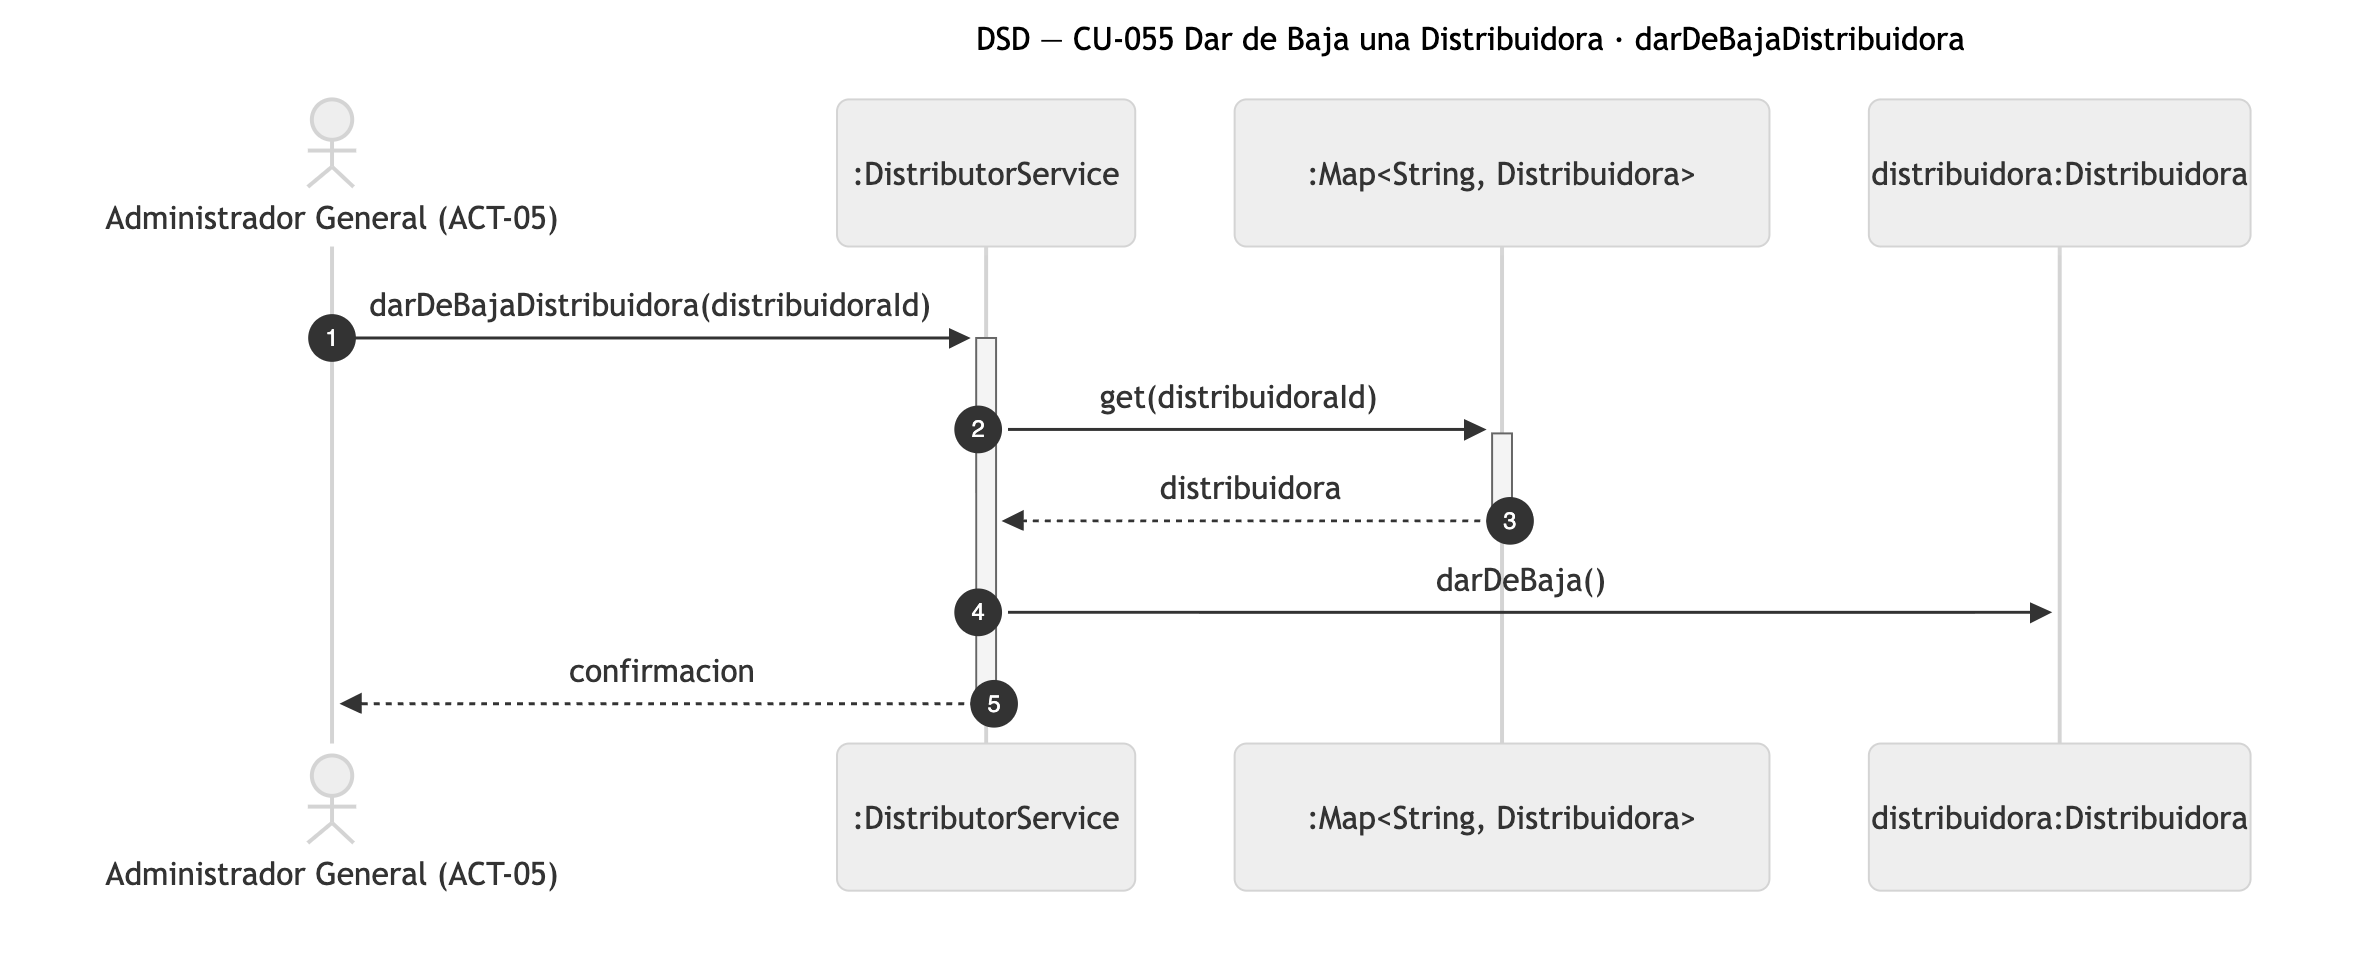 DSD — CU-055 Dar de Baja una Distribuidora · darDeBajaDistribuidora
Administrador General (ACT-05)
:DistributorService
:Map<String, Distribuidora>
distribuidora:Distribuidora
darDeBajaDistribuidora(distribuidoraId)
1
get(distribuidoraId)
2
distribuidora
3
darDeBaja()
4
confirmacion
5
:DistributorService
:Map<String, Distribuidora>
distribuidora:Distribuidora
Administrador General (ACT-05)